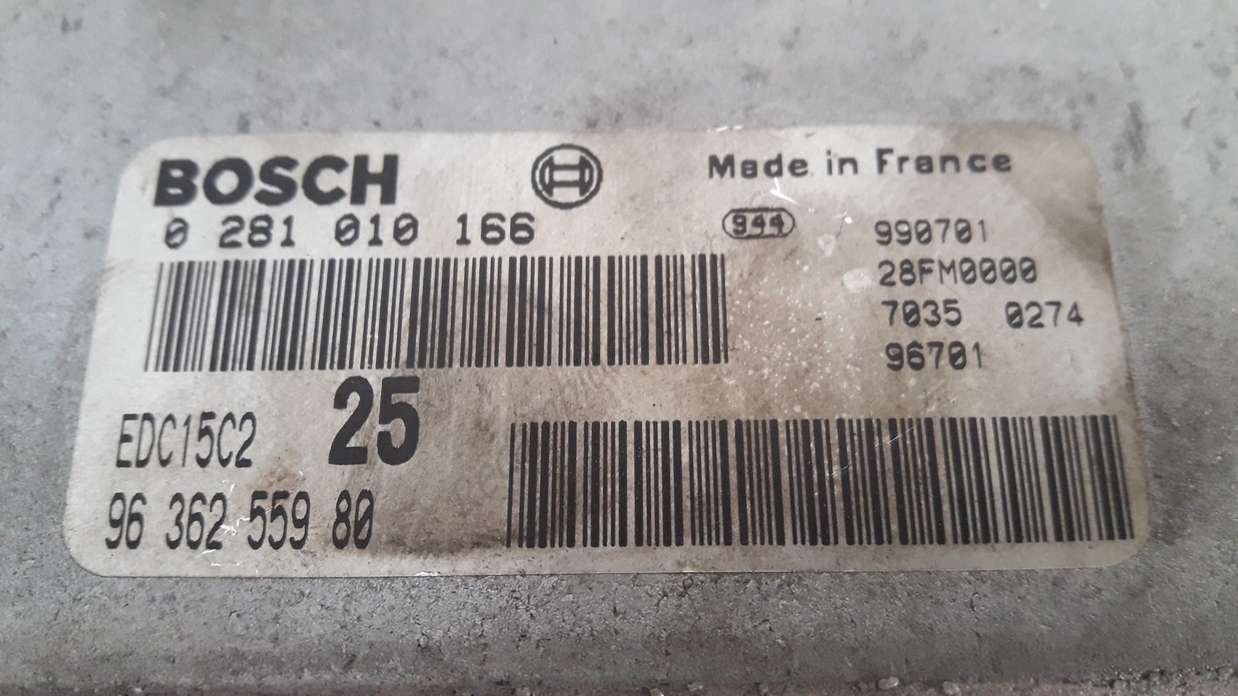 BOSCH
Made in France
0 281 010 166
944
990701
28FM0000
7035 0274
96701
25
EDC15C2
96 362 559 80